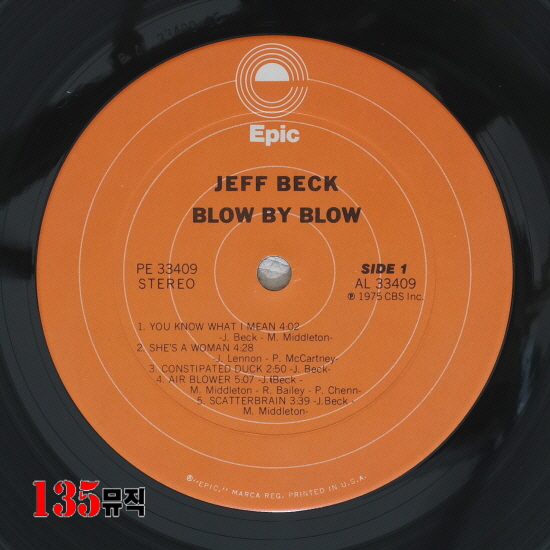 Epic
JEFF BECK
BLOW BY BLOW
PE 33409
STEREO
SIDE 1
AL 33409
℗ 1975 CBS Inc.
1. YOU KNOW WHAT I MEAN 4:02
-J. Beck - M. Middleton-
2. SHE'S A WOMAN 4:28
-J. Lennon - P. McCartney-
3. CONSTIPATED DUCK 2:50 -J. Beck-
4. AIR BLOWER 5:07 -J. Beck -
M. Middleton - R. Bailey - P. Chenn-
5. SCATTERBRAIN 3:39 -J. Beck -
M. Middleton-
®"EPIC," MARCA REG. PRINTED IN U.S.A.
135뮤직